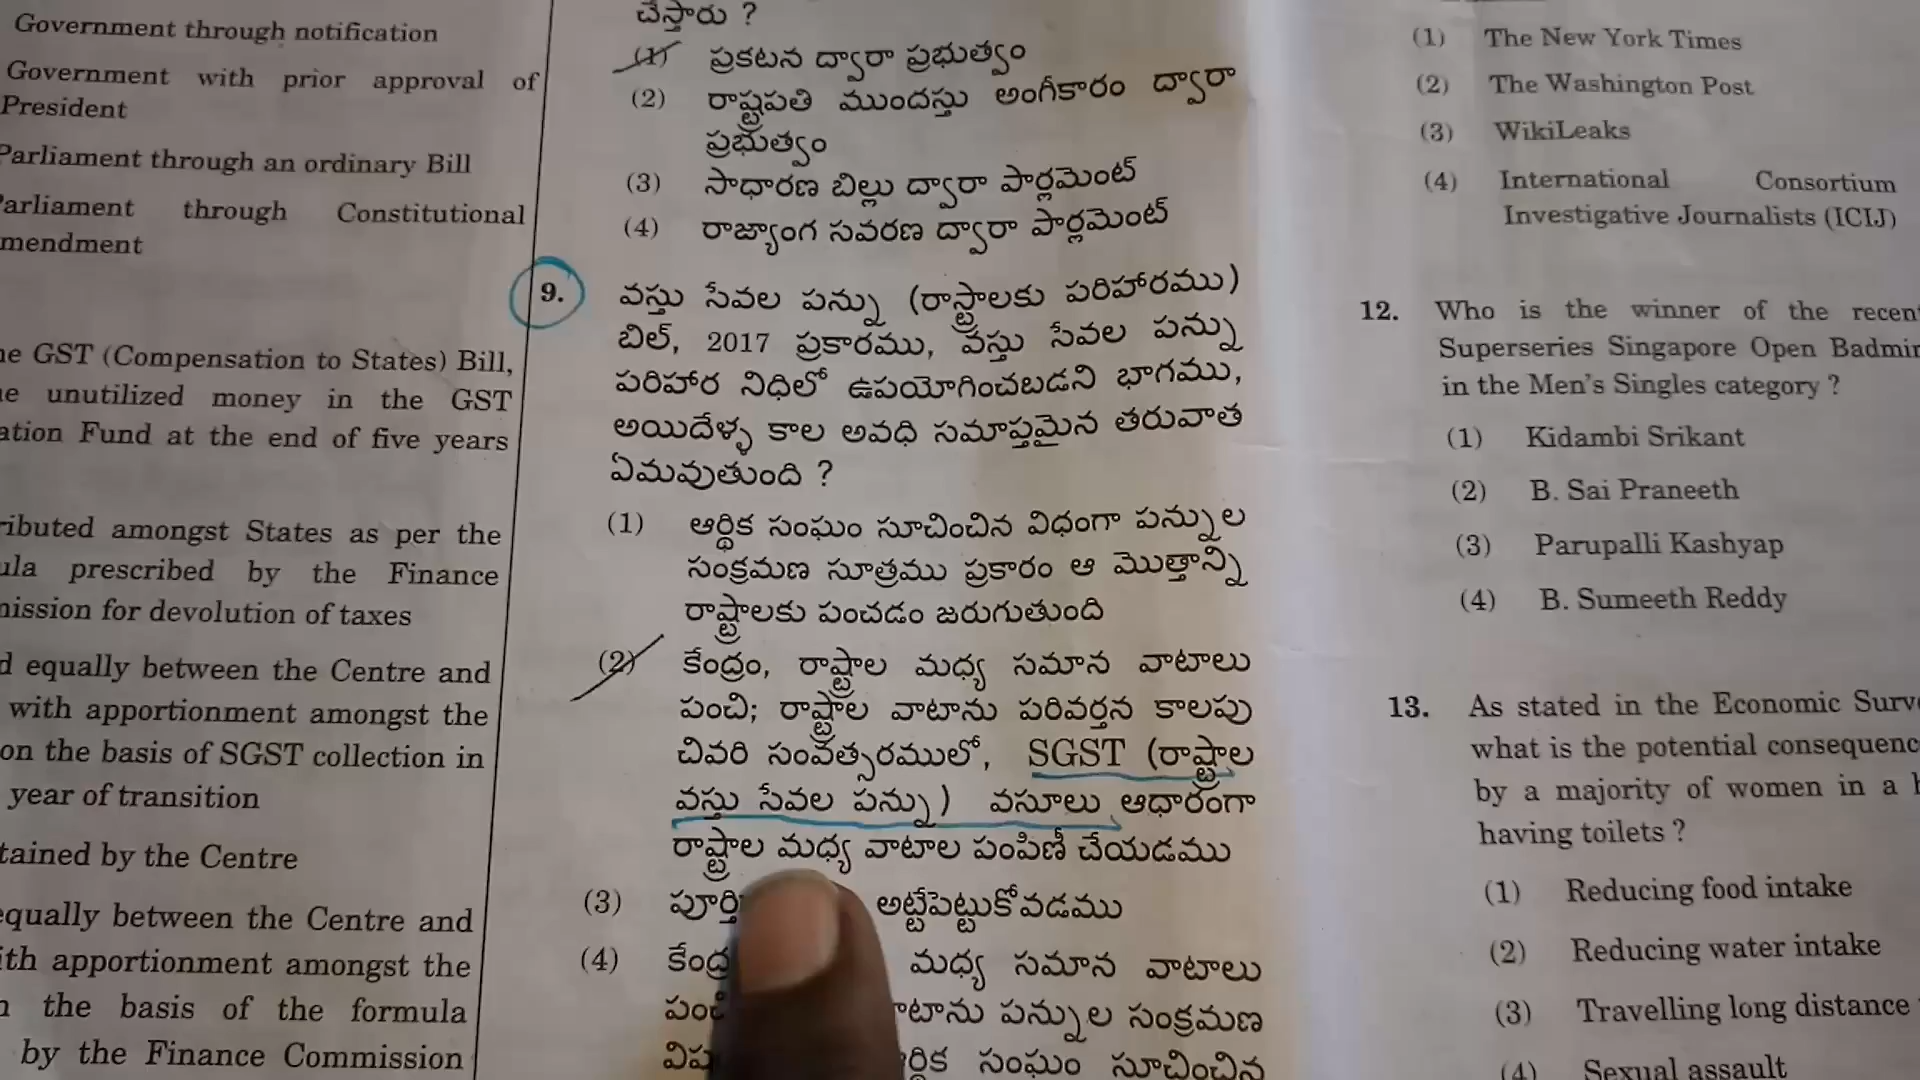 Government through notification
Government with prior approval of
President
Parliament through an ordinary Bill
Parliament through Constitutional
mendment
GST (Compensation to States) Bill,
unutilized money in the GST
ation Fund at the end of five years
ributed amongst States as per the
ula prescribed by the Finance
mission for devolution of taxes
d equally between the Centre and
with apportionment amongst the
on the basis of SGST collection in
year of transition
tained by the Centre
equally between the Centre and
ith apportionment amongst the
the basis of the formula
by the Finance Commission
చేస్తారు ?
(1) ప్రకటన ద్వారా ప్రభుత్వం
(2) రాష్ట్రపతి ముందస్తు అంగీకారం ద్వారా
ప్రభుత్వం
(3) సాధారణ బిల్లు ద్వారా పార్లమెంట్
(4) రాజ్యాంగ సవరణ ద్వారా పార్లమెంట్
9. వస్తు సేవల పన్ను (రాష్ట్రాలకు పరిహారము)
బిల్, 2017 ప్రకారము, వస్తు సేవల పన్ను
పరిహార నిధిలో ఉపయోగించబడని భాగము,
అయిదేళ్ళ కాల అవధి సమాప్తమైన తరువాత
ఏమవుతుంది ?
(1) ఆర్థిక సంఘం సూచించిన విధంగా పన్నుల
సంక్రమణ సూత్రము ప్రకారం ఆ మొత్తాన్ని
రాష్ట్రాలకు పంచడం జరుగుతుంది
(2) కేంద్రం, రాష్ట్రాల మధ్య సమాన వాటాలు
పంచి; రాష్ట్రాల వాటాను పరివర్తన కాలపు
చివరి సంవత్సరములో, SGST (రాష్ట్రాల
వస్తు సేవల పన్ను) వసూలు ఆధారంగా
రాష్ట్రాల మధ్య వాటాల పంపిణీ చేయడము
(3) అట్టేపెట్టుకోవడము
(4) మధ్య సమాన వాటాలు
పన్నుల సంక్రమణ
సంఘం సూచించిన
(1) The New York Times
(2) The Washington Post
(3) WikiLeaks
(4) International Consortium
Investigative Journalists (ICIJ)
12. Who is the winner of the recen
Superseries Singapore Open Badmin
in the Men's Singles category ?
(1) Kidambi Srikant
(2) B. Sai Praneeth
(3) Parupalli Kashyap
(4) B. Sumeeth Reddy
13. As stated in the Economic Surve
what is the potential consequenc
by a majority of women in a h
having toilets ?
(1) Reducing food intake
(2) Reducing water intake
(3) Travelling long distance
(4) Sexual assault